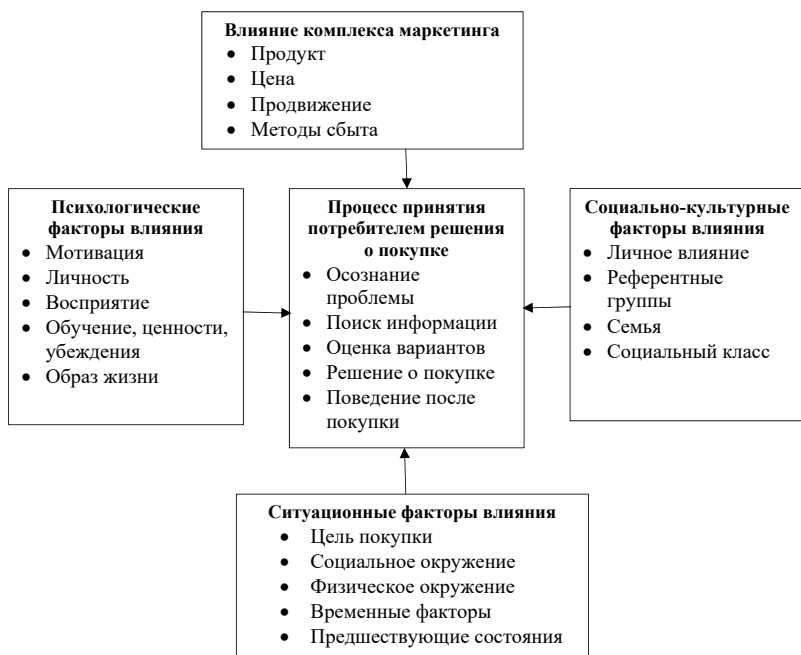 Влияние комплекса маркетинга
• Продукт
• Цена
• Продвижение
• Методы сбыта
Психологические
факторы влияния
• Мотивация
• Личность
• Восприятие
• Обучение, ценности,
убеждения
• Образ жизни
Процесс принятия
потребителем решения
о покупке
• Осознание
проблемы
• Поиск информации
• Оценка вариантов
• Решение о покупке
• Поведение после
покупки
Социально-культурные
факторы влияния
• Личное влияние
• Референтные
группы
• Семья
• Социальный класс
Ситуационные факторы влияния
• Цель покупки
• Социальное окружение
• Физическое окружение
• Временные факторы
• Предшествующие состояния